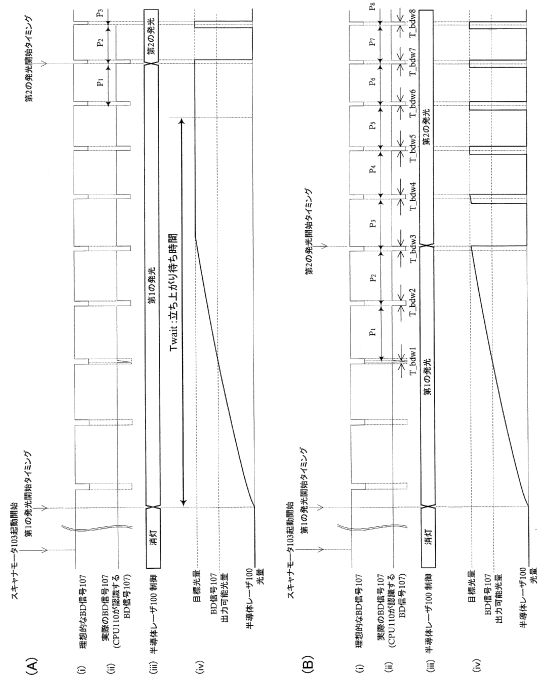 (A)
スキャナモータ103起動開始
第1の発光開始タイミング
第2の発光開始タイミング
(i) 理想的なBD信号107
(ii) 実際のBD信号107
(CPU110が認識する
BD信号107)
P1
P2
P3
(iii) 半導体レーザ100 制御
消灯
第1の発光
第2の発光
Twait :立ち上がり待ち時間
(iv)
目標光量
BD信号107
出力可能光量
半導体レーザ100
光量
(B)
スキャナモータ103起動開始
第1の発光開始タイミング
第2の発光開始タイミング
(i) 理想的なBD信号107
(ii) 実際のBD信号107
(CPU110が認識する
BD信号107)
P1
P2
P3
P4
P5
P6
P7
P8
T_bdw1
T_bdw2
T_bdw3
T_bdw4
T_bdw5
T_bdw6
T_bdw7
T_bdw8
(iii) 半導体レーザ100 制御
消灯
第1の発光
第2の発光
(iv)
目標光量
BD信号107
出力可能光量
半導体レーザ100
光量